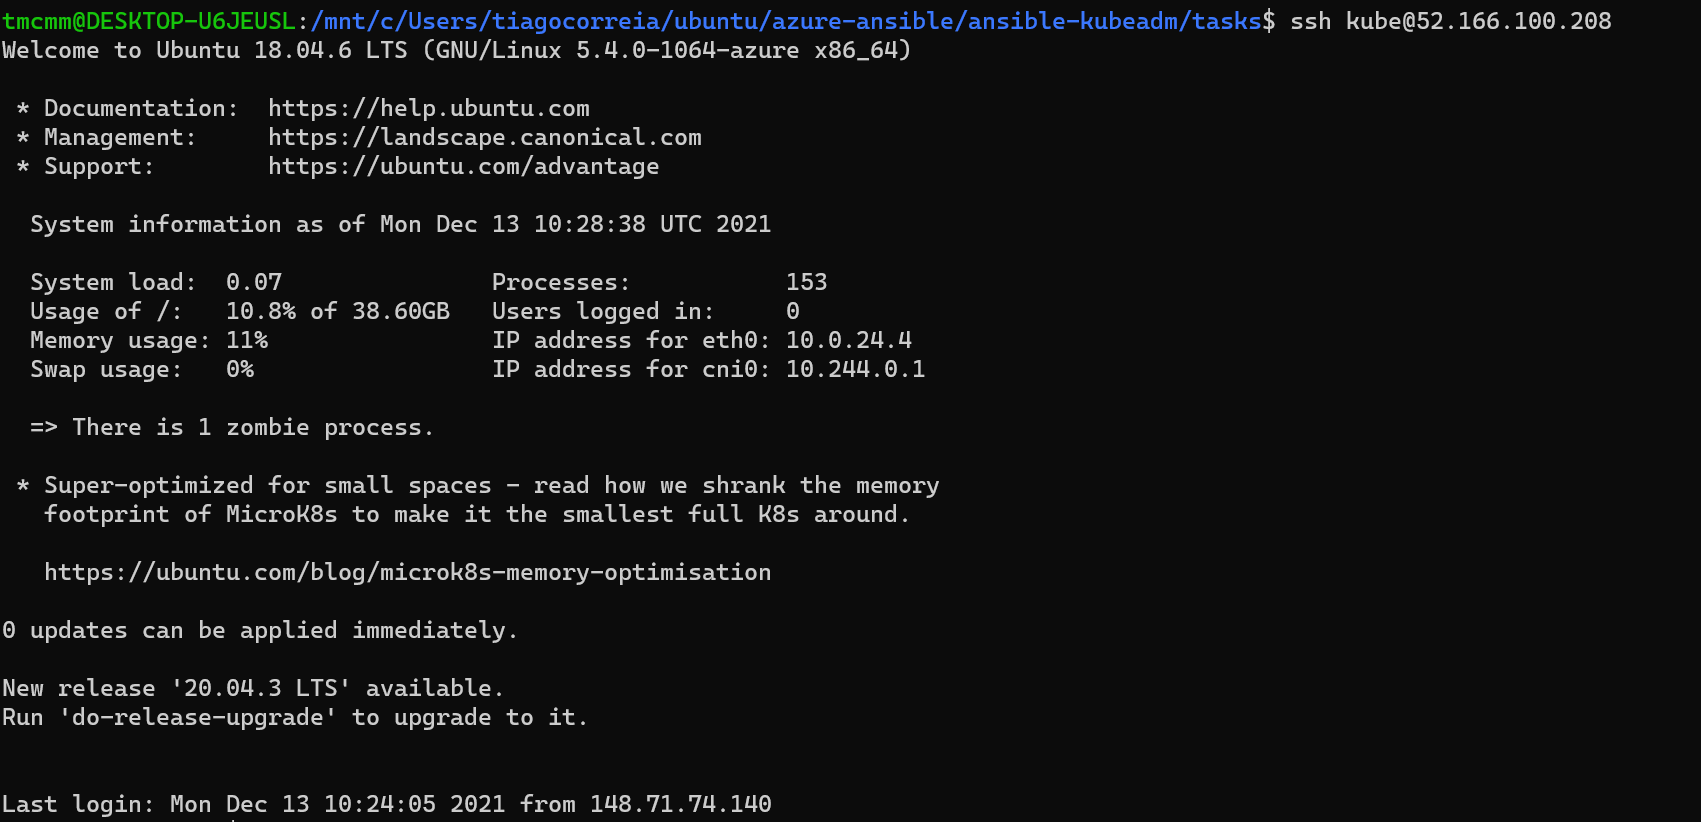 tmcmm@DESKTOP-U6JEUSL:/mnt/c/Users/tiagocorreia/ubuntu/azure-ansible/ansible-kubeadm/tasks$ ssh kube@52.166.100.208
Welcome to Ubuntu 18.04.6 LTS (GNU/Linux 5.4.0-1064-azure x86_64)
* Documentation:  https://help.ubuntu.com
* Management:     https://landscape.canonical.com
* Support:        https://ubuntu.com/advantage
System information as of Mon Dec 13 10:28:38 UTC 2021
System load:  0.07               Processes:           153
Usage of /:   10.8% of 38.60GB   Users logged in:     0
Memory usage: 11%                IP address for eth0: 10.0.24.4
Swap usage:   0%                 IP address for cni0: 10.244.0.1
=> There is 1 zombie process.
* Super-optimized for small spaces - read how we shrank the memory
footprint of MicroK8s to make it the smallest full K8s around.
https://ubuntu.com/blog/microk8s-memory-optimisation
0 updates can be applied immediately.
New release '20.04.3 LTS' available.
Run 'do-release-upgrade' to upgrade to it.
Last login: Mon Dec 13 10:24:05 2021 from 148.71.74.140